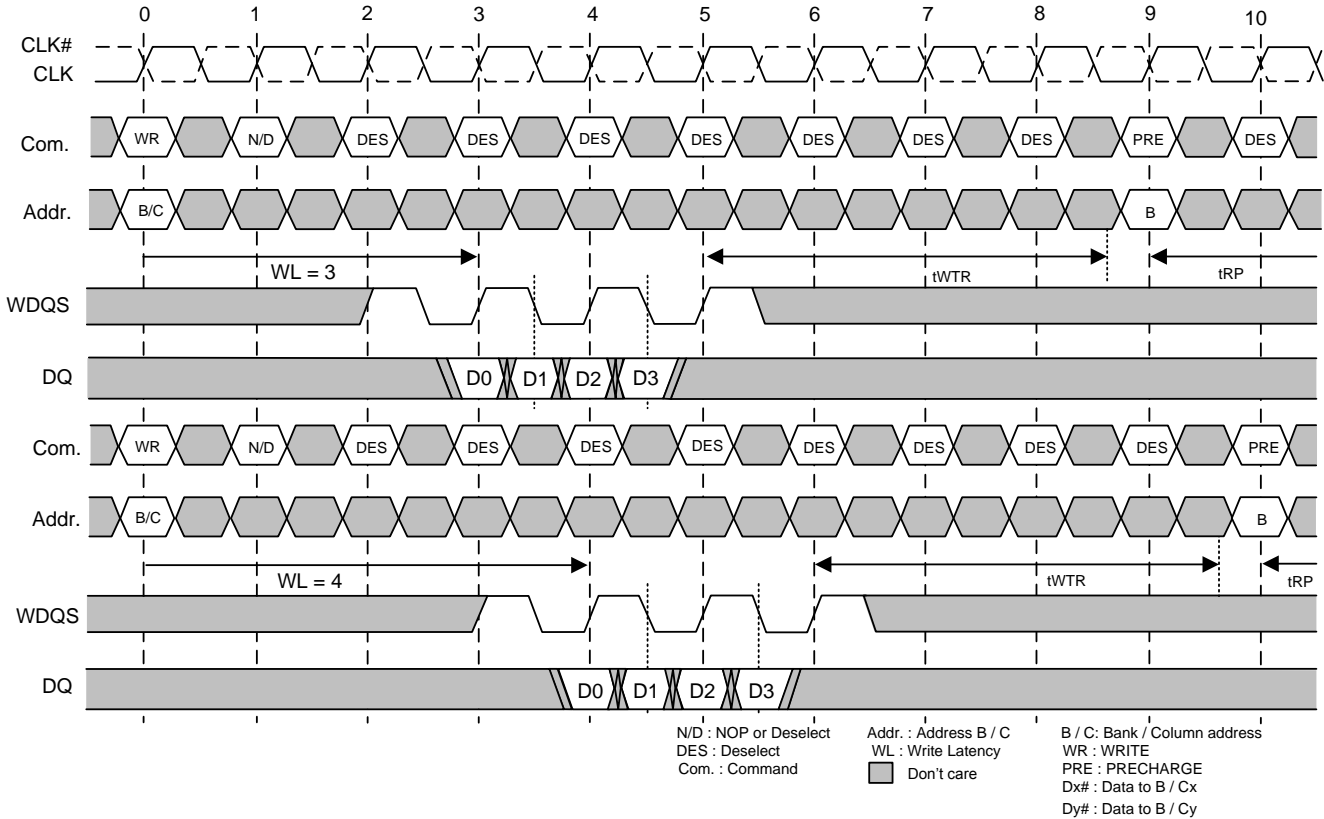 0 1 2 3 4 5 6 7 8 9 10
CLK#
CLK
Com. WR N/D DES DES DES DES DES DES DES PRE DES
Addr. B/C B
WL = 3 tWTR tRP
WDQS
DQ D0 D1 D2 D3
Com. WR N/D DES DES DES DES DES DES DES DES PRE
Addr. B/C B
WL = 4 tWTR tRP
WDQS
DQ D0 D1 D2 D3
N/D : NOP or Deselect
DES : Deselect
Com. : Command
Addr. : Address B / C
WL : Write Latency
Don't care
B / C: Bank / Column address
WR : WRITE
PRE : PRECHARGE
Dx# : Data to B / Cx
Dy# : Data to B / Cy